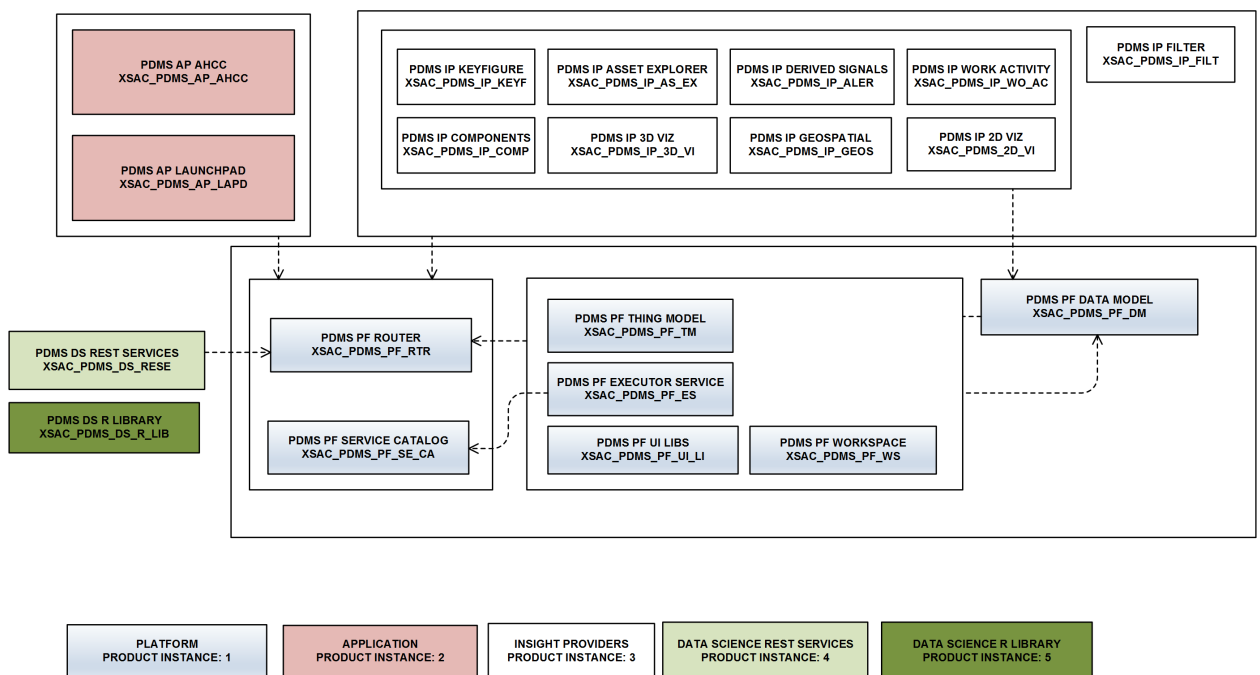 PDMS AP AHCC
XSAC_PDMS_AP_AHCC
PDMS AP LAUNCHPAD
XSAC_PDMS_AP_LAPD
PDMS IP KEYFIGURE
XSAC_PDMS_IP_KEYF
PDMS IP ASSET EXPLORER
XSAC_PDMS_IP_AS_EX
PDMS IP DERIVED SIGNALS
XSAC_PDMS_IP_ALER
PDMS IP WORK ACTIVITY
XSAC_PDMS_IP_WO_AC
PDMS IP FILTER
XSAC_PDMS_IP_FILT
PDMS IP COMPONENTS
XSAC_PDMS_IP_COMP
PDMS IP 3D VIZ
XSAC_PDMS_IP_3D_VI
PDMS IP GEOSPATIAL
XSAC_PDMS_IP_GEOS
PDMS IP 2D VIZ
XSAC_PDMS_2D_VI
PDMS DS REST SERVICES
XSAC_PDMS_DS_RESE
PDMS DS R LIBRARY
XSAC_PDMS_DS_R_LIB
PDMS PF ROUTER
XSAC_PDMS_PF_RTR
PDMS PF SERVICE CATALOG
XSAC_PDMS_PF_SE_CA
PDMS PF THING MODEL
XSAC_PDMS_PF_TM
PDMS PF EXECUTOR SERVICE
XSAC_PDMS_PF_ES
PDMS PF UI LIBS
XSAC_PDMS_PF_UI_LI
PDMS PF WORKSPACE
XSAC_PDMS_PF_WS
PDMS PF DATA MODEL
XSAC_PDMS_PF_DM
PLATFORM
PRODUCT INSTANCE: 1
APPLICATION
PRODUCT INSTANCE: 2
INSIGHT PROVIDERS
PRODUCT INSTANCE: 3
DATA SCIENCE REST SERVICES
PRODUCT INSTANCE: 4
DATA SCIENCE R LIBRARY
PRODUCT INSTANCE: 5